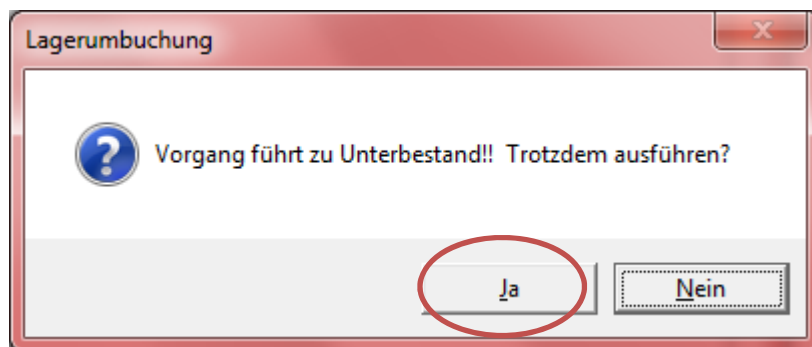 Lagerumbuchung
Vorgang führt zu Unterbestand!!  Trotzdem ausführen?
Ja
Nein